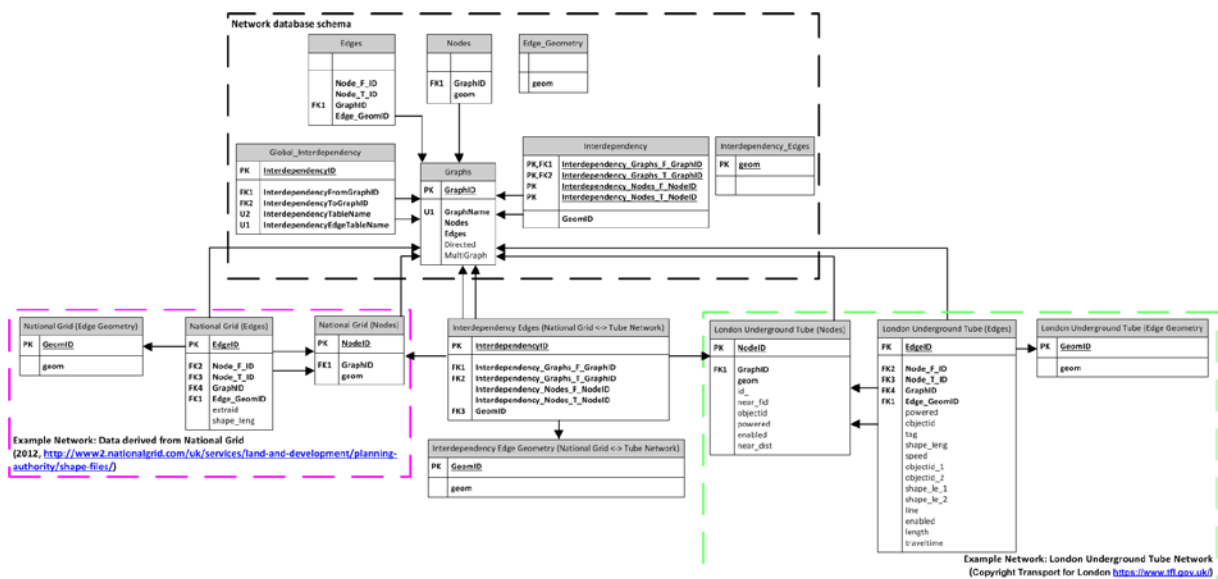 Network database schema
Edges
Node_F_ID
Node_T_ID
FK1 GraphID
Edge_GeomID
Nodes
FK1 GraphID
geom
Edge_Geometry
geom
Global_Interdependency
PK InterdependencyID
FK1 InterdependencyFromGraphID
FK2 InterdependencyToGraphID
U2 InterdependencyTableName
U1 InterdependencyEdgeTableName
Graphs
PK GraphID
U1 GraphName
Nodes
Edges
Directed
MultiGraph
Interdependency
PK,FK1 Interdependency_Graphs_F_GraphID
PK,FK2 Interdependency_Graphs_T_GraphID
PK Interdependency_Nodes_F_NodeID
PK Interdependency_Nodes_T_NodeID
GeomID
Interdependency_Edges
PK geom
National Grid (Edge Geometry)
PK GeomID
geom
National Grid (Edges)
PK EdgeID
FK2 Node_F_ID
FK3 Node_T_ID
FK4 GraphID
FK1 Edge_GeomID
extraid
shape_leng
National Grid (Nodes)
PK NodeID
FK1 GraphID
geom
Example Network: Data derived from National Grid
(2012, http://www2.nationalgrid.com/uk/services/land-and-development/planning-
authority/shape-files/)
Interdependency Edges (National Grid <-> Tube Network)
PK InterdependencyID
FK1 Interdependency_Graphs_F_GraphID
FK2 Interdependency_Graphs_T_GraphID
Interdependency_Nodes_F_NodeID
Interdependency_Nodes_T_NodeID
FK3 GeomID
Interdependency Edge Geometry (National Grid <-> Tube Network)
PK GeomID
geom
London Underground Tube (Nodes)
PK NodeID
FK1 GraphID
geom
id_
near_fid
objectid
powered
enabled
near_dist
London Underground Tube (Edges)
PK EdgeID
FK2 Node_F_ID
FK3 Node_T_ID
FK4 GraphID
FK1 Edge_GeomID
powered
objectid
tag
shape_leng
speed
objectid_1
objectid_2
shape_le_1
shape_le_2
line
enabled
length
traveltime
London Underground Tube (Edge Geometry
PK GeomID
geom
Example Network: London Underground Tube Network
(Copyright Transport for London https://www.tfl.gov.uk/)